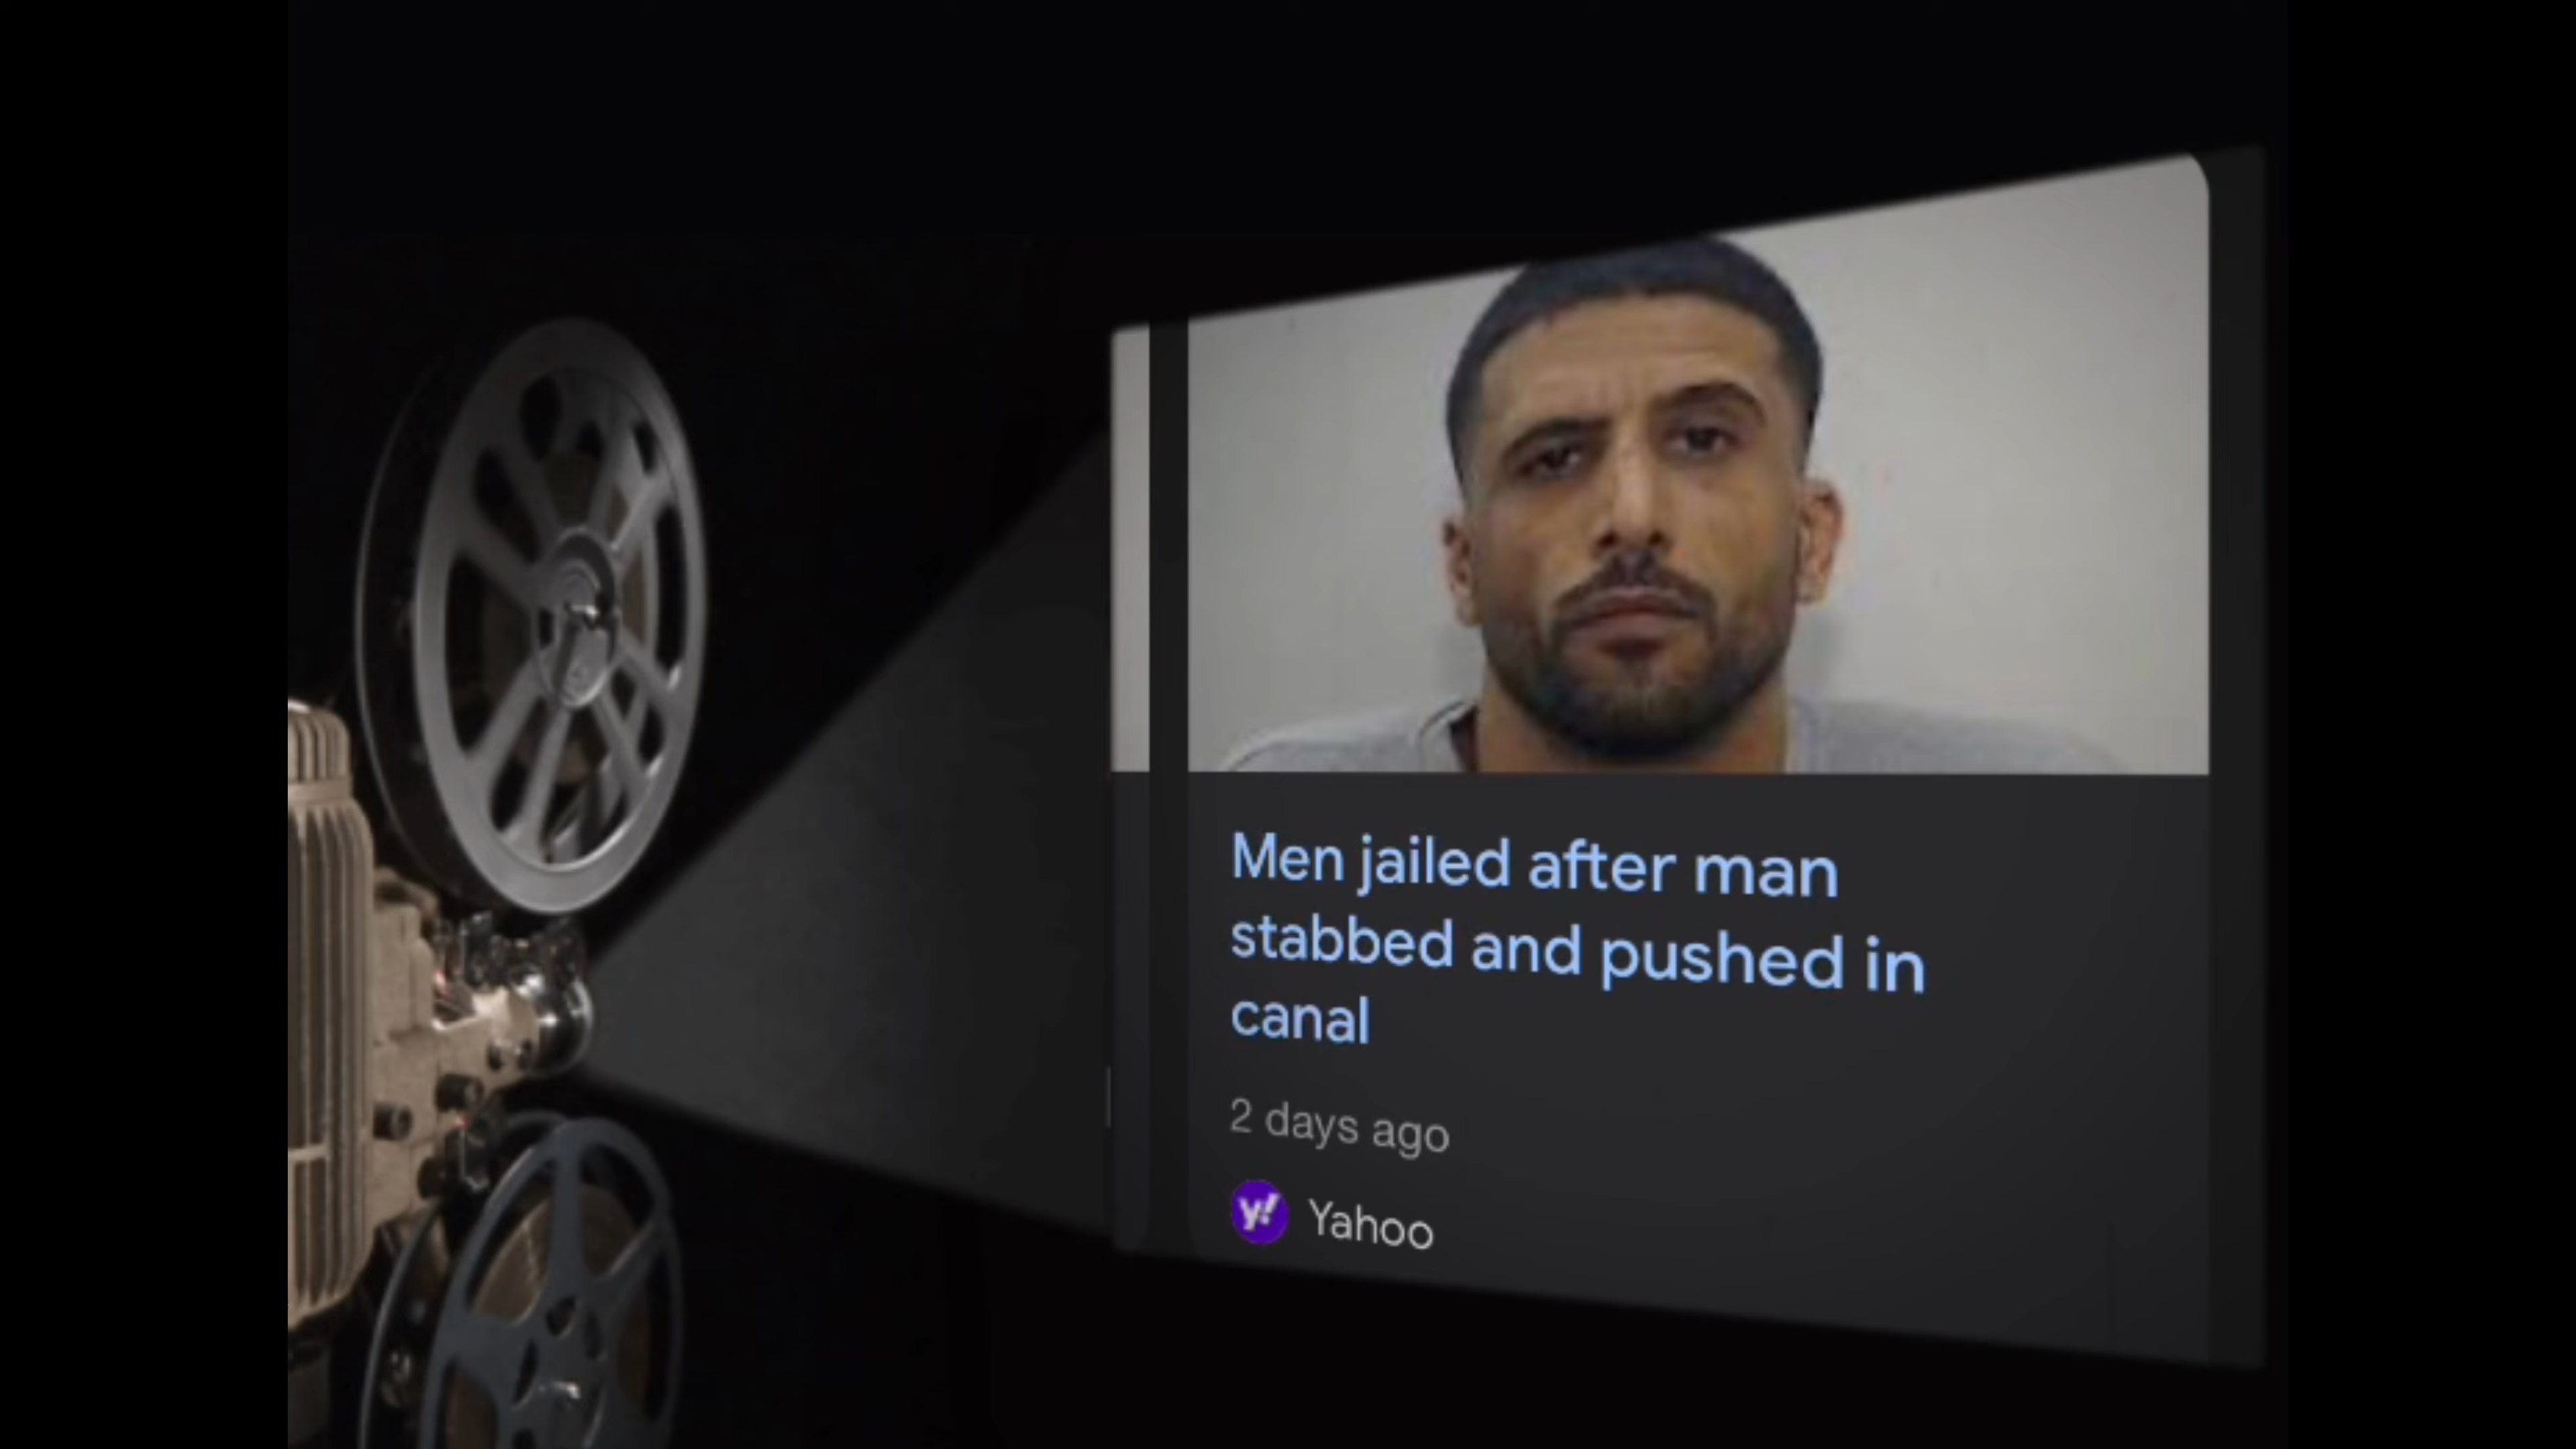 Men jailed after man
stabbed and pushed in
canal
2 days ago
y! Yahoo